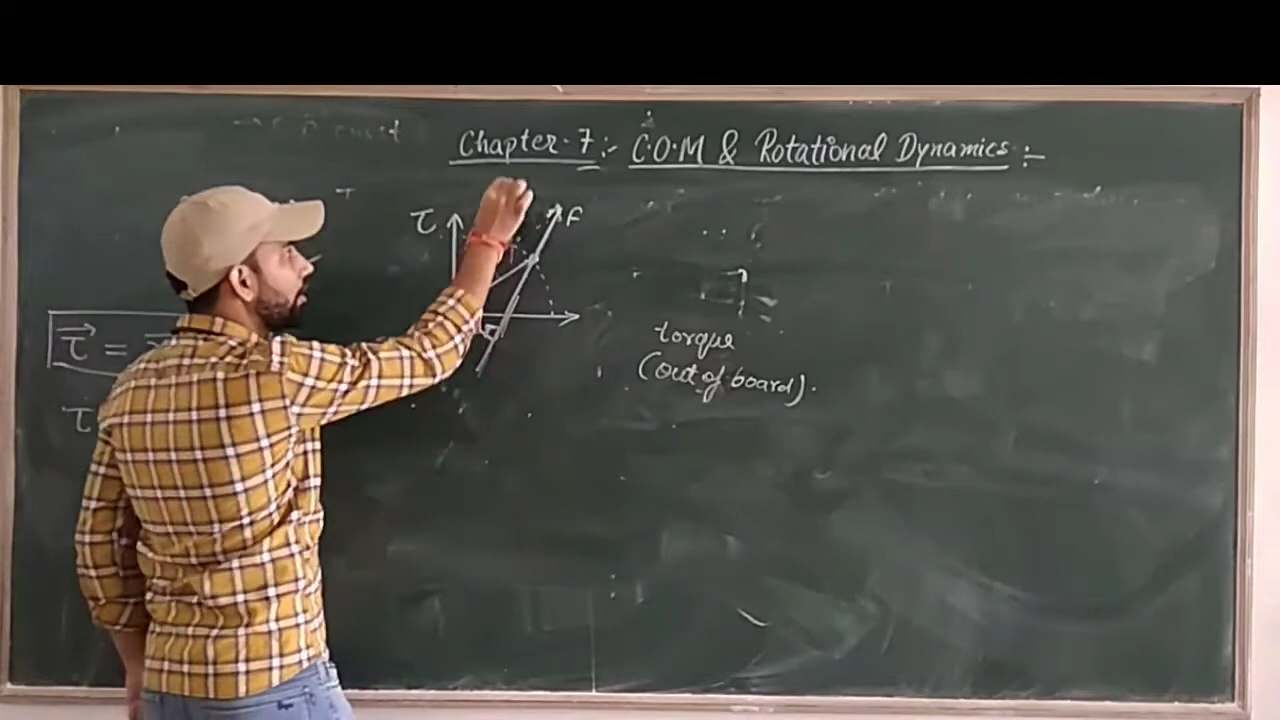 Chapter-7 :- C.O.M & Rotational Dynamics :-
τ
F
τ⃗ =
torque
τ
(out of board).